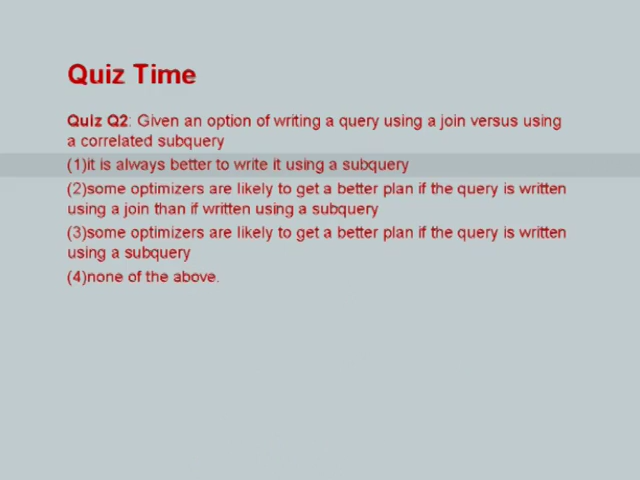 Quiz Time
Quiz Q2: Given an option of writing a query using a join versus using
a correlated subquery
(1)it is always better to write it using a subquery
(2)some optimizers are likely to get a better plan if the query is written
using a join than if written using a subquery
(3)some optimizers are likely to get a better plan if the query is written
using a subquery
(4)none of the above.